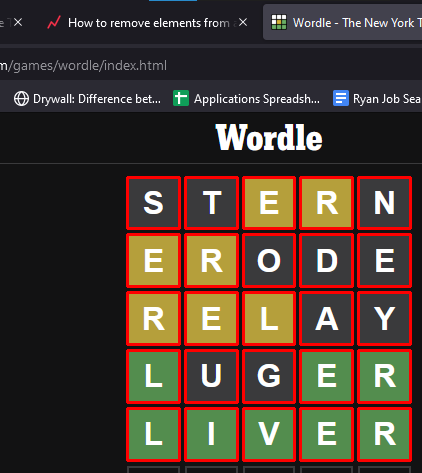 e T
How to remove elements from a
Wordle - The New York T
m/games/wordle/index.html
Drywall: Difference bet...
Applications Spreadsh...
Ryan Job Sea
Wordle
S T E R N
E R O D E
R E L A Y
L U G E R
L I V E R